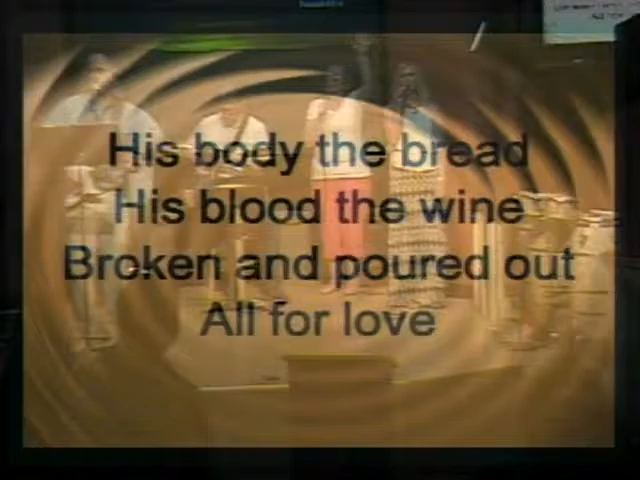 His body the bread
His blood the wine
Broken and poured out
All for love